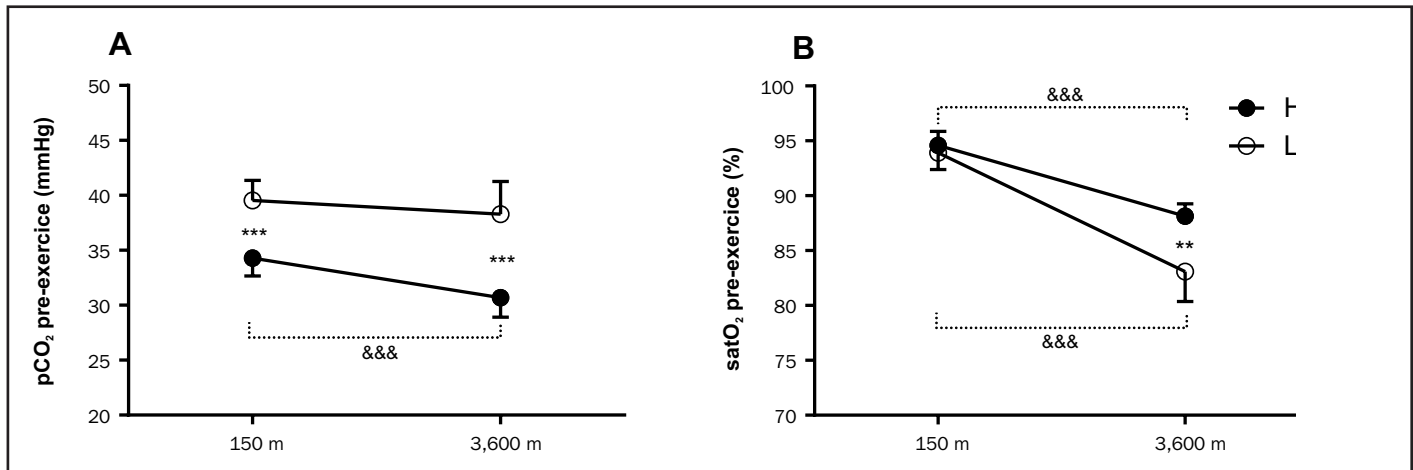 A
pCO₂ pre-exercice (mmHg)
50
45
40
35
30
25
20
***
***
&&&
150 m
3,600 m
B
satO₂ pre-exercice (%)
100
95
90
85
80
75
70
&&&
**
&&&
150 m
3,600 m
L